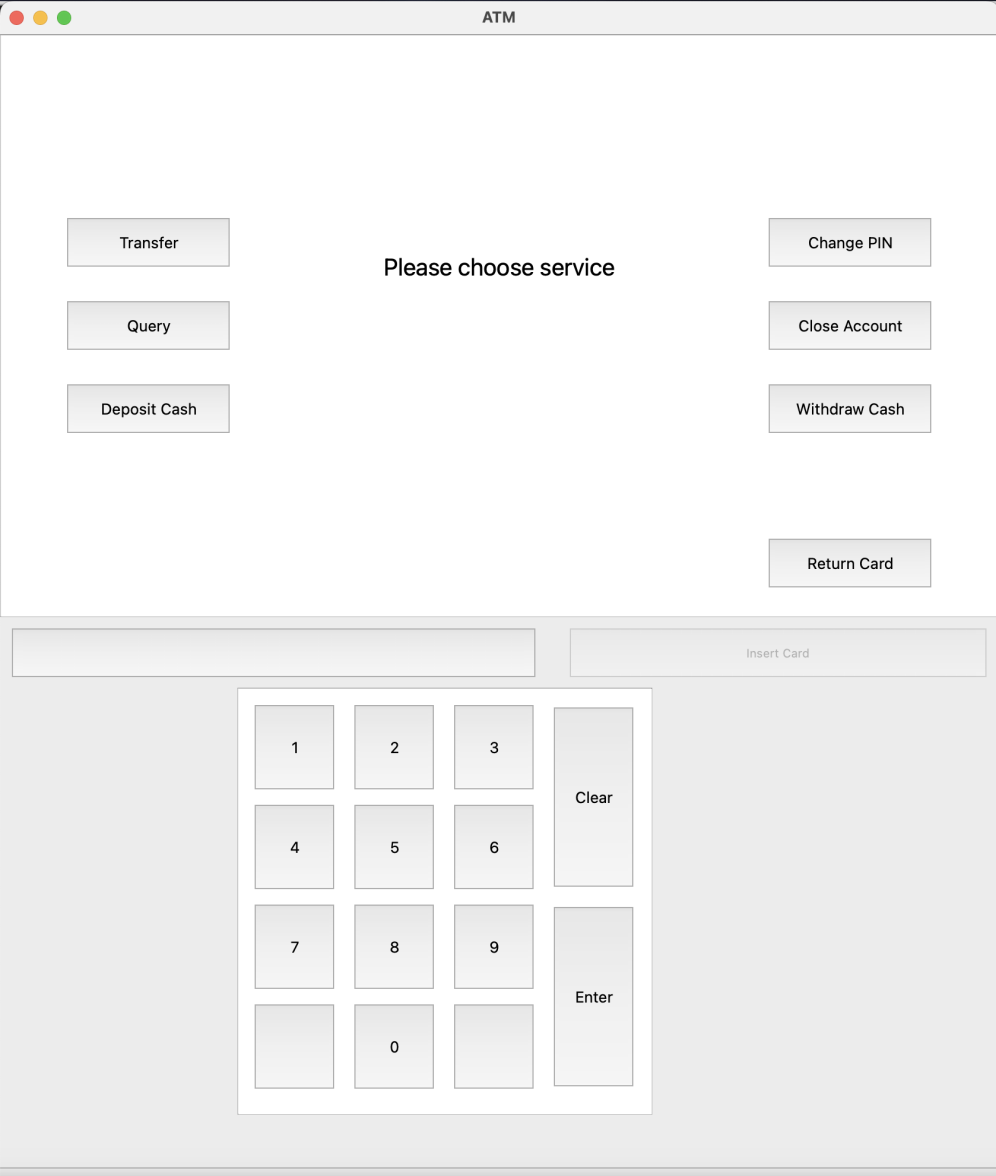 ATM
Transfer
Change PIN
Please choose service
Query
Close Account
Deposit Cash
Withdraw Cash
Return Card
Insert Card
1 2 3
Clear
4 5 6
7 8 9
Enter
0